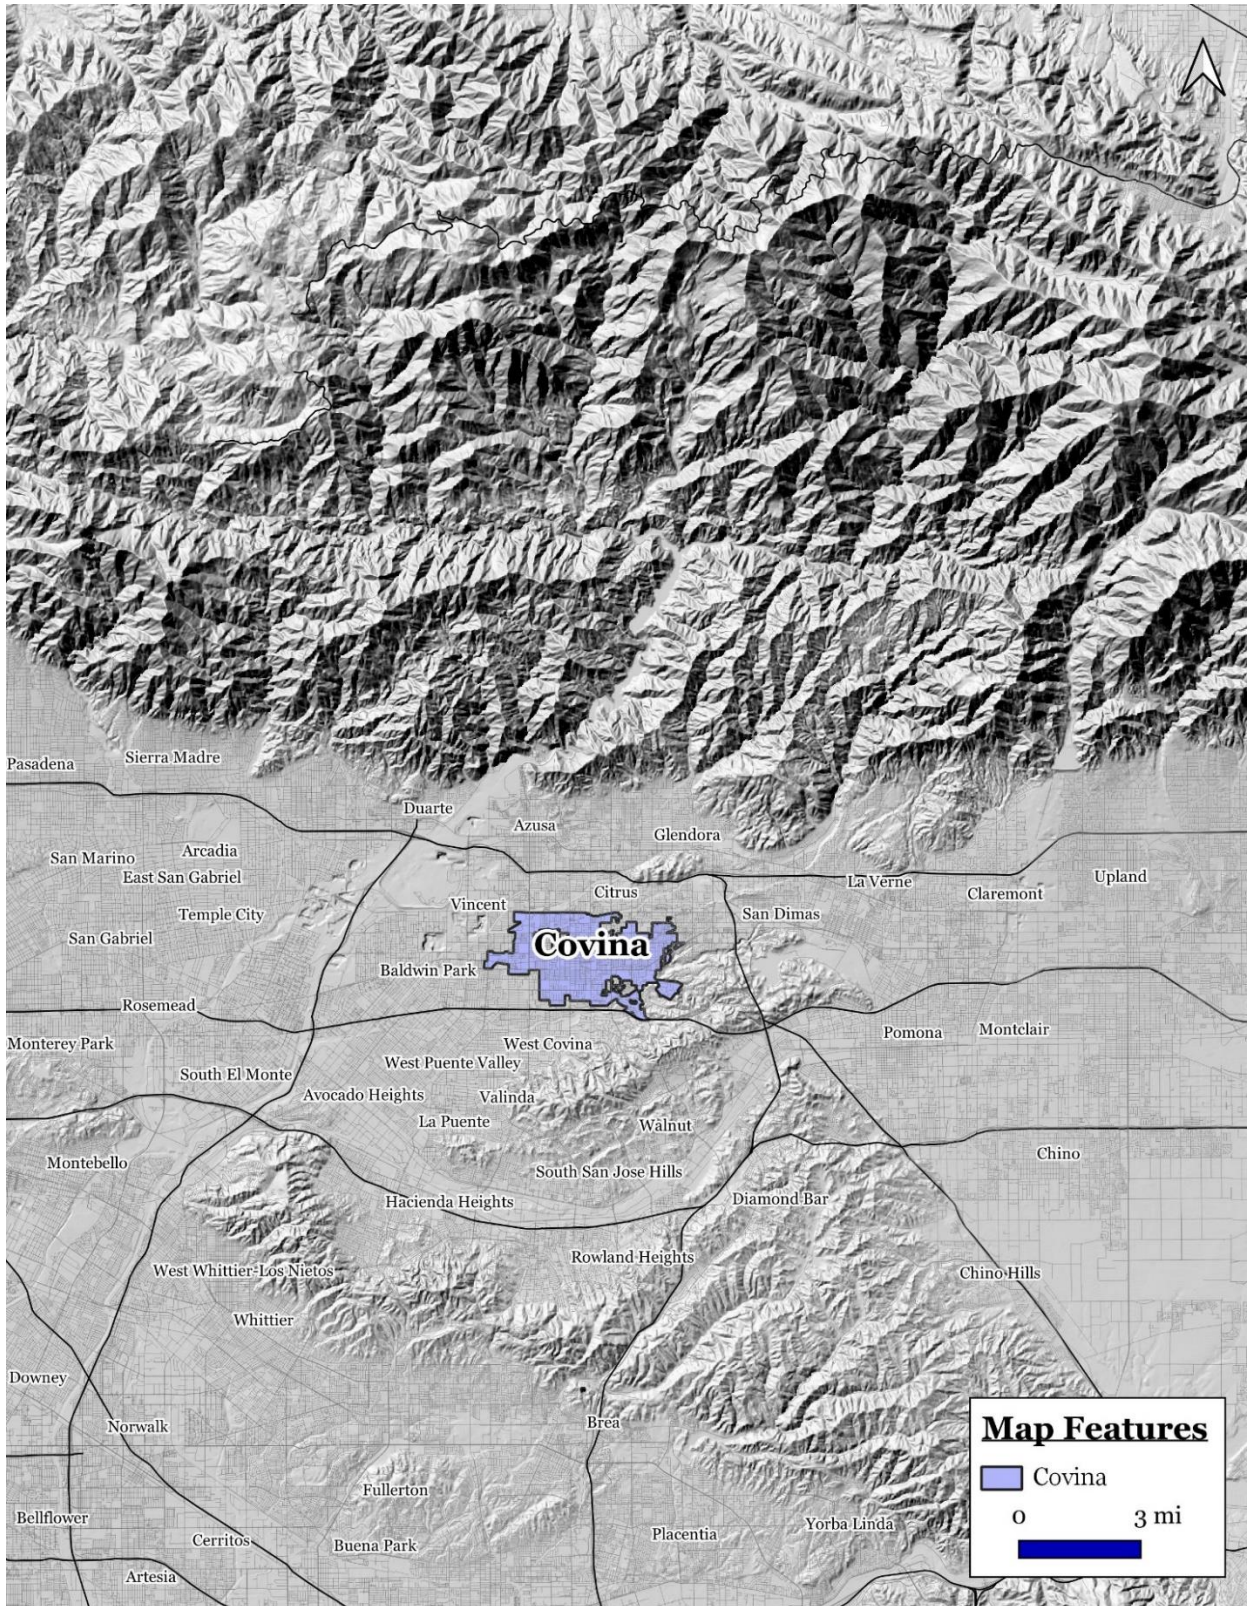 Sierra Madre
Pasadena
Duarte
Azusa
Glendora
San Marino
Arcadia
East San Gabriel
La Verne
Upland
Citrus
Claremont
Vincent
Temple City
San Dimas
San Gabriel
Covina
Baldwin Park
Rosemead
Pomona
Montclair
Monterey Park
West Covina
West Puente Valley
South El Monte
Avocado Heights
Valinda
La Puente
Walnut
Montebello
Chino
South San Jose Hills
Hacienda Heights
Diamond Bar
Rowland Heights
West Whittier-Los Nietos
Chino Hills
Whittier
Downey
Norwalk
Brea
Map Features
Covina
0 3 mi
Fullerton
Bellflower
Cerritos
Buena Park
Placentia
Yorba Linda
Artesia